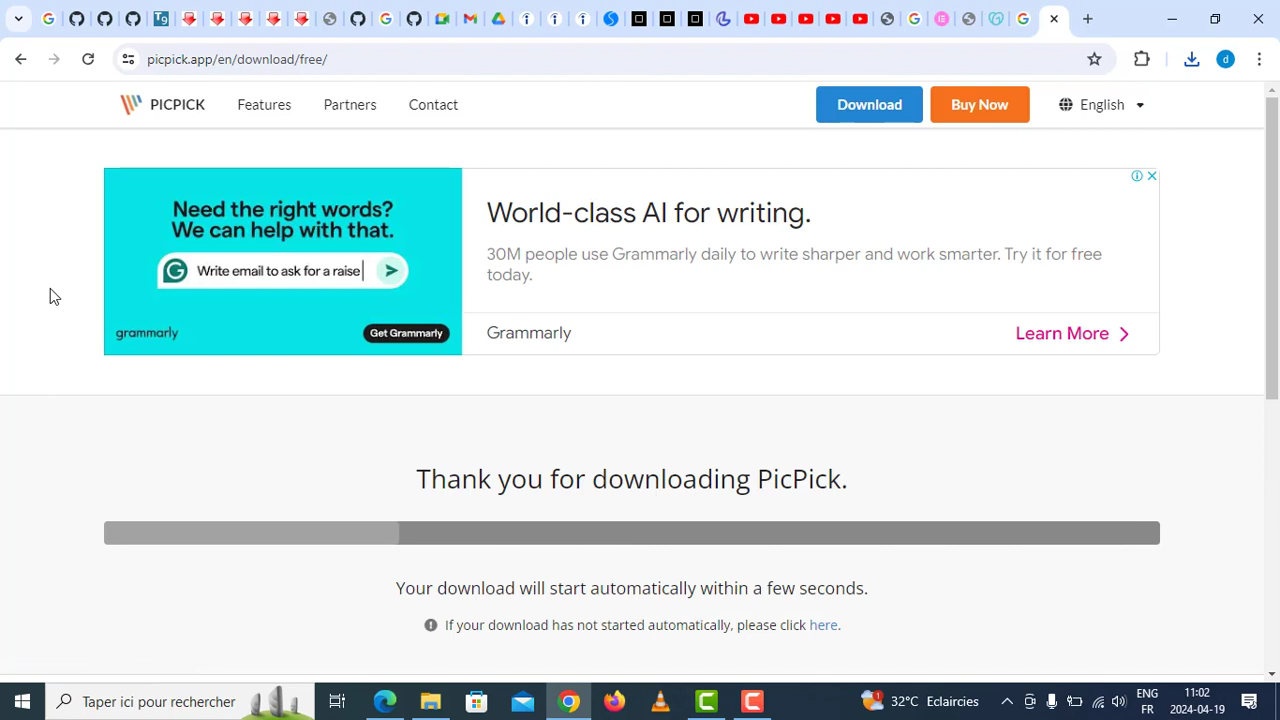 picpick.app/en/download/free/
d
PICPICK
Features
Partners
Contact
Download
Buy Now
English
Need the right words?
We can help with that.
Write email to ask for a raise
grammarly
Get Grammarly
World-class AI for writing.
30M people use Grammarly daily to write sharper and work smarter. Try it for free
today.
Grammarly
Learn More
Thank you for downloading PicPick.
Your download will start automatically within a few seconds.
If your download has not started automatically, please click here.
Taper ici pour rechercher
1
32°C Eclaircies
ENG
FR
11:02
2024-04-19